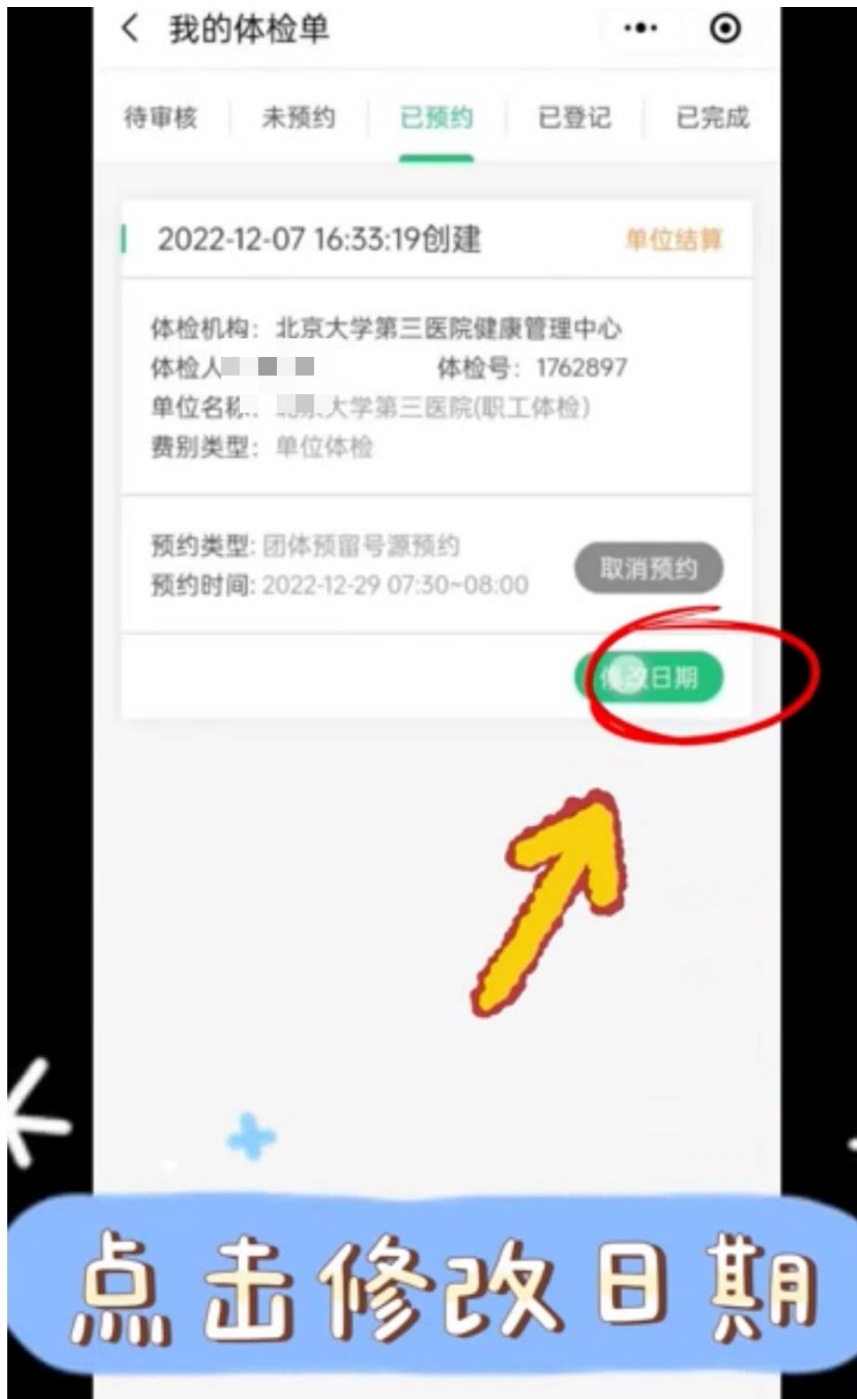 我的体检单
待审核 未预约 已预约 已登记 已完成
2022-12-07 16:33:19创建 单位结算
体检机构: 北京大学第三医院健康管理中心
体检人 体检号: 1762897
单位名称: 北京大学第三医院(职工体检)
费别类型: 单位体检
预约类型: 团体预留号源预约
取消预约
预约时间: 2022-12-29 07:30~08:00
修改日期
点击修改日期